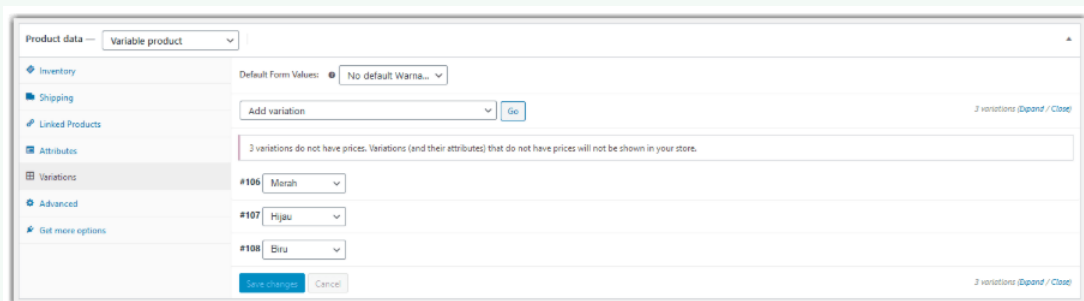 Product data — Variable product
Inventory
Shipping
Linked Products
Attributes
Variations
Advanced
Get more options
Default Form Values: No default Warna...
Add variation Go 3 variations (Expand / Close)
3 variations do not have prices. Variations (and their attributes) that do not have prices will not be shown in your store.
#106 Merah
#107 Hijau
#108 Biru
Save changes Cancel 3 variations (Expand / Close)